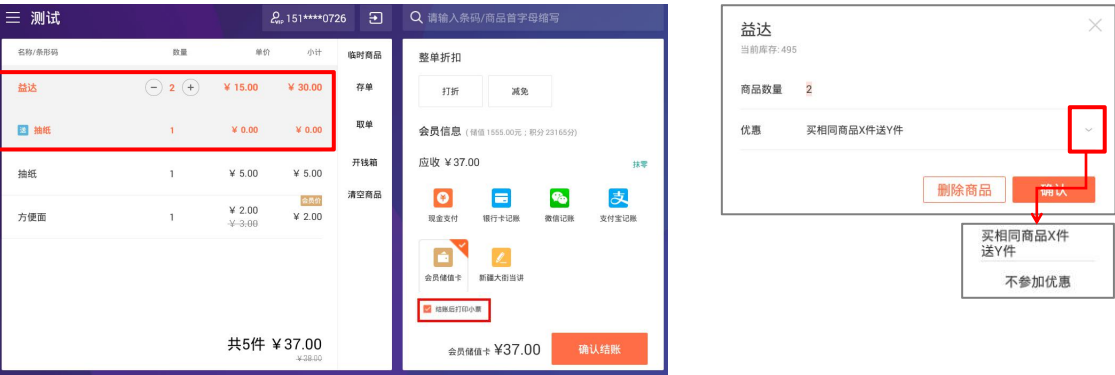 测试
151****0726
请输入条码/商品首字母缩写
名称/条形码 数量 单价 小计
益达 2 ¥ 15.00 ¥ 30.00
满 抽纸 1 ¥ 0.00 ¥ 0.00
抽纸 1 ¥ 5.00 ¥ 5.00
会员价
方便面 1 ¥ 2.00 ¥ 2.00
¥ 3.00
共5件 ¥ 37.00
¥ 38.00
临时商品
存单
取单
开钱箱
清空商品
整单折扣
打折 减免
会员信息 ( 储值 1555.00元 ; 积分 23165分)
应收 ¥ 37.00 抹零
现金支付 银行卡记账 微信记账 支付宝记账
会员储值卡 新疆大街当讲
结账后打印小票
会员储值卡 ¥37.00 确认结账
益达
当前库存: 495
商品数量 2
优惠 买相同商品X件送Y件
删除商品 确认
买相同商品X件
送Y件
不参加优惠